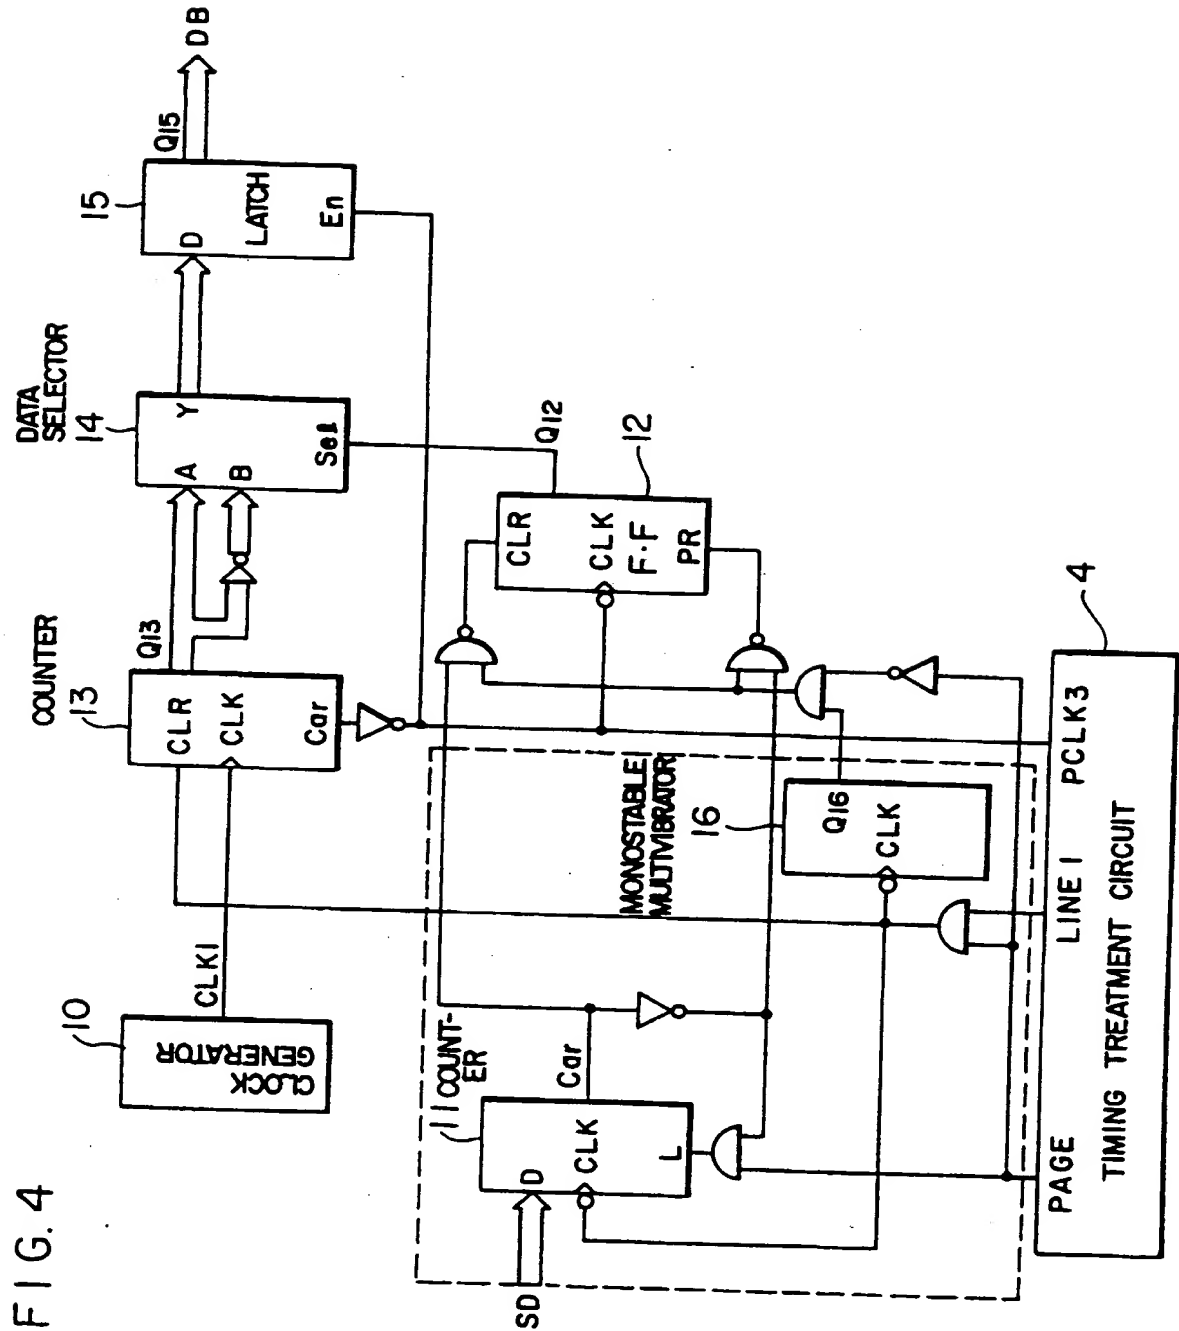 FIG. 4
10
CLOCK
GENERATOR
CLK1
COUNTER
13
CLR
CLK
Car
Q13
DATA
SELECTOR
14
A
B
Y
Sel
15
D
LATCH
En
Q15
DB
SD
11 COUNT-
ER
D
CLK
L
Car
MONOSTABLE
MULTIVIBRATOR
16
Q16
CLK
CLR
CLK
F·F
PR
Q12
12
PAGE
LINE 1
PCLK3
TIMING TREATMENT CIRCUIT
4